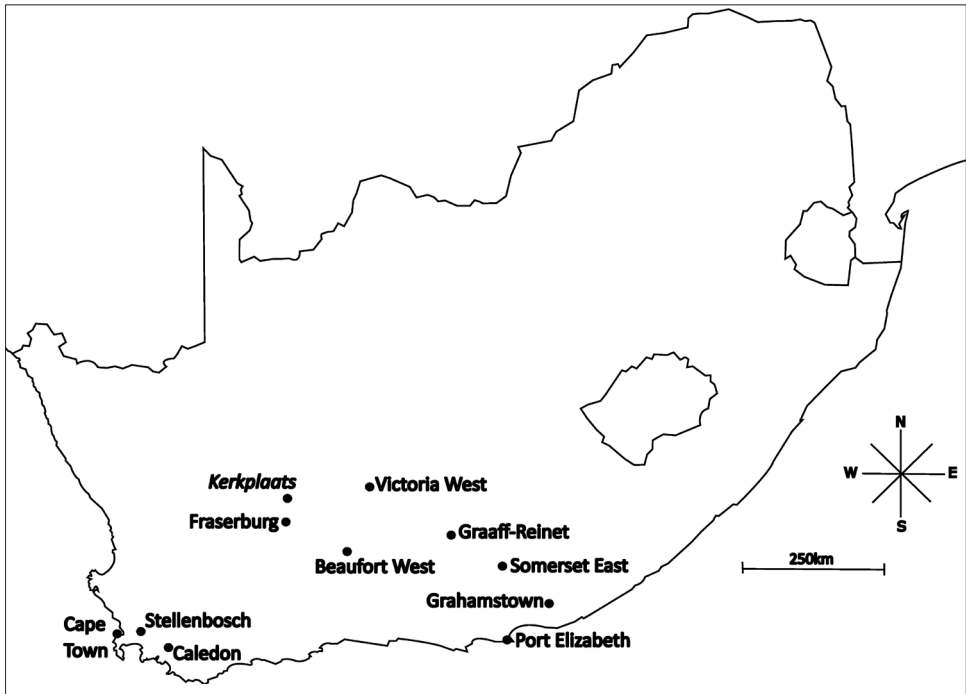 N
W
E
S
250km
Kerkplaats
Victoria West
Fraserburg
Graaff-Reinet
Beaufort West
Somerset East
Grahamstown
Cape
Town
Stellenbosch
Caledon
Port Elizabeth